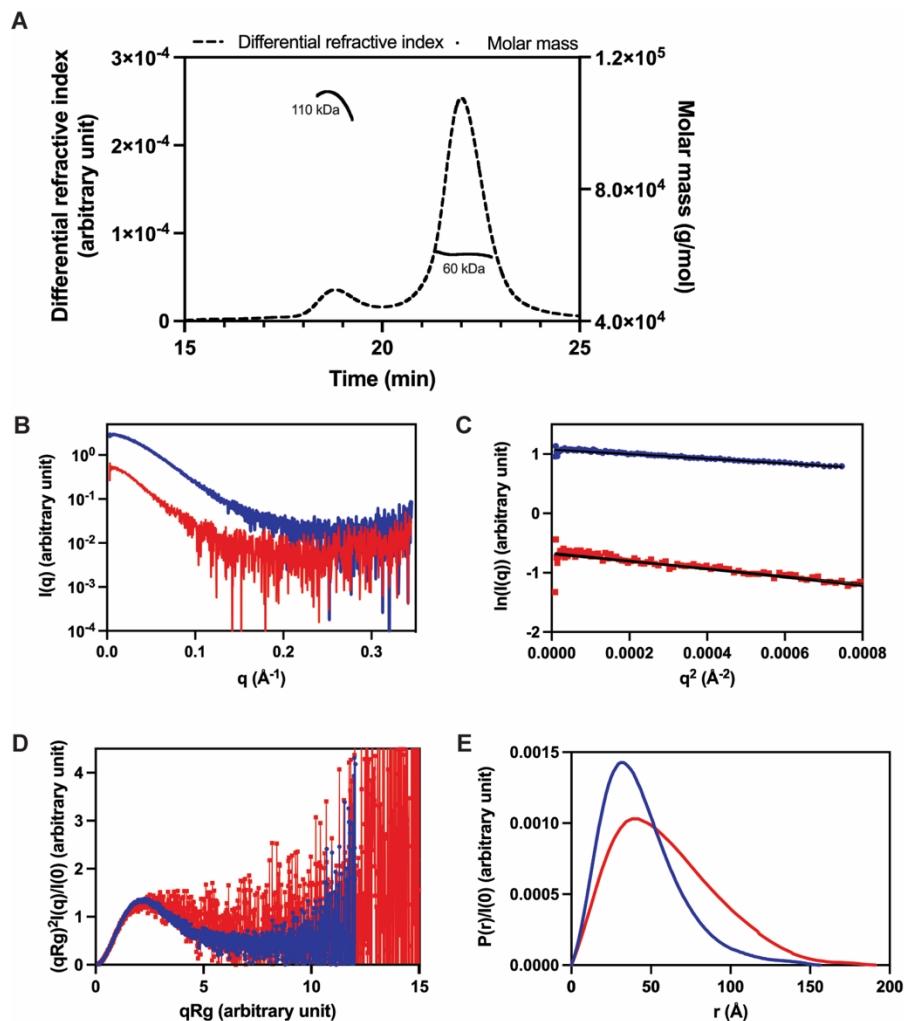 A
Differential refractive index · Molar mass
3×10⁻⁴
2×10⁻⁴
1×10⁻⁴
0
Differential refractive index
(arbitrary unit)
1.2×10⁵
8.0×10⁴
4.0×10⁴
Molar mass (g/mol)
110 kDa
60 kDa
15
20
25
Time (min)
B
I(q) (arbitrary unit)
10⁰
10⁻¹
10⁻²
10⁻³
10⁻⁴
0.0
0.1
0.2
0.3
q (Å⁻¹)
C
ln(I(q)) (arbitrary unit)
1
0
-1
-2
0.0000
0.0002
0.0004
0.0006
0.0008
q² (Å⁻²)
D
(qRg)²I(q)/I(0) (arbitrary unit)
4
3
2
1
0
0
5
10
15
qRg (arbitrary unit)
E
P(r)/I(0) (arbitrary unit)
0.0015
0.0010
0.0005
0.0000
0
50
100
150
200
r (Å)